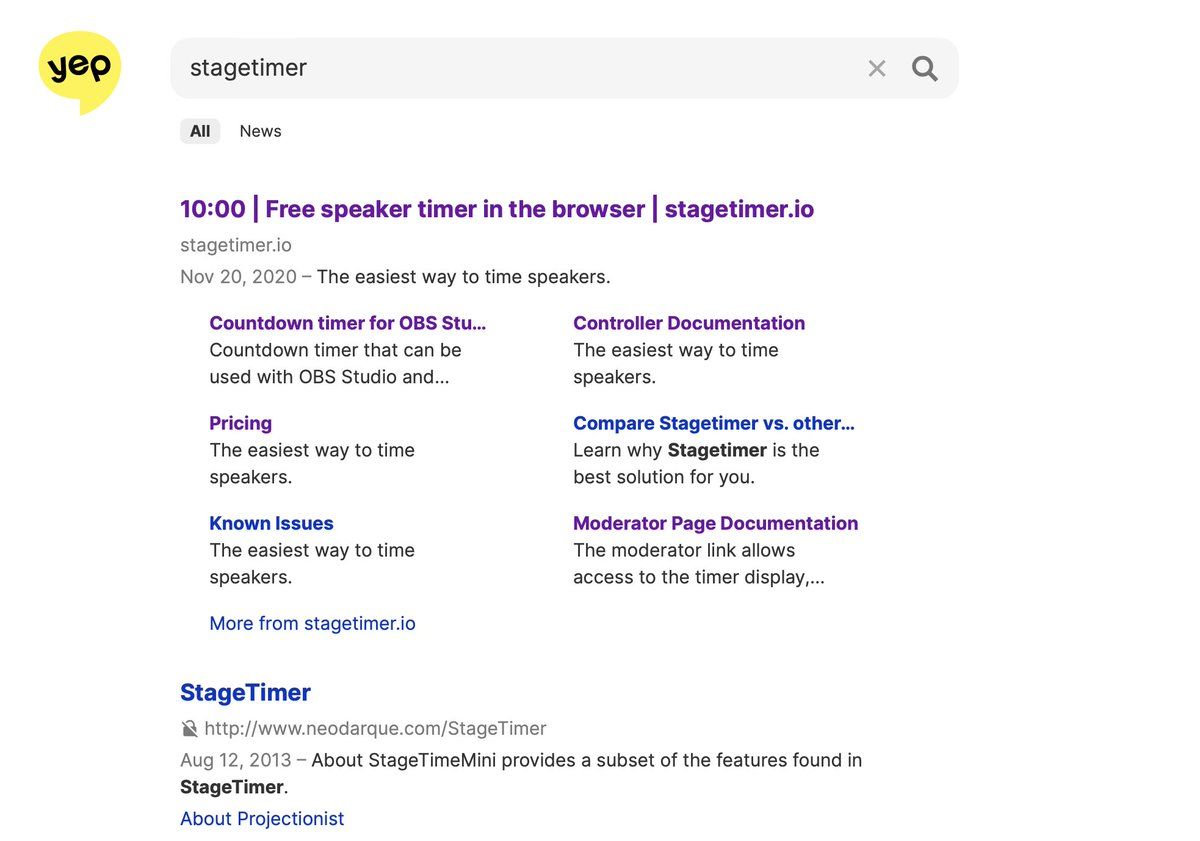 yep
stagetimer
All News
10:00 | Free speaker timer in the browser | stagetimer.io
stagetimer.io
Nov 20, 2020 – The easiest way to time speakers.
Countdown timer for OBS Stu...
Countdown timer that can be
used with OBS Studio and...
Controller Documentation
The easiest way to time
speakers.
Pricing
The easiest way to time
speakers.
Compare Stagetimer vs. other...
Learn why Stagetimer is the
best solution for you.
Known Issues
The easiest way to time
speakers.
Moderator Page Documentation
The moderator link allows
access to the timer display,...
More from stagetimer.io
StageTimer
http://www.neodarque.com/StageTimer
Aug 12, 2013 – About StageTimeMini provides a subset of the features found in
StageTimer.
About Projectionist